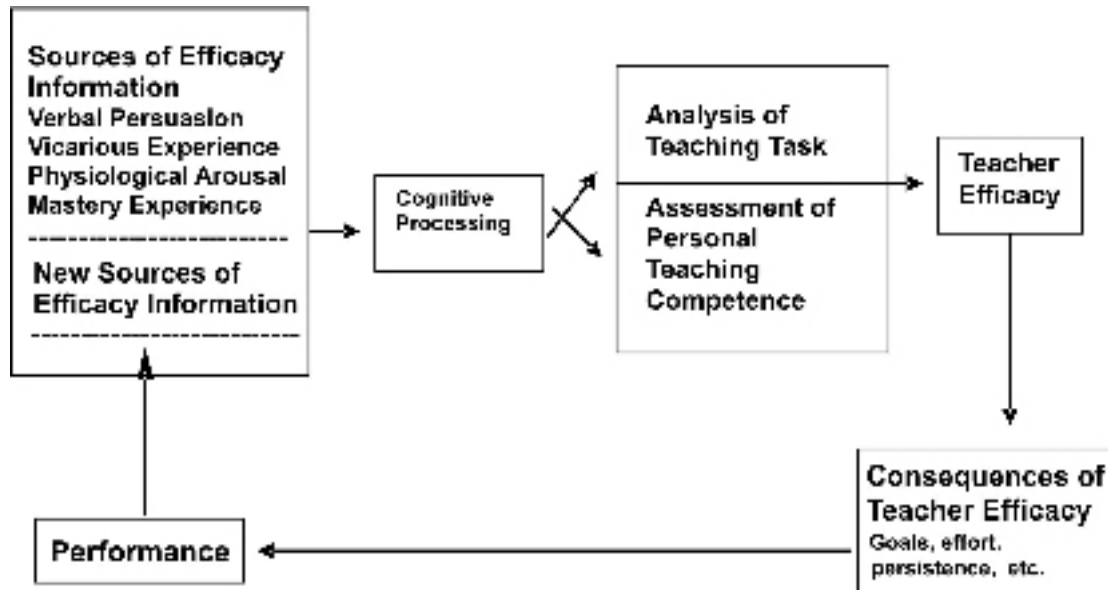 Sources of Efficacy
Information
Verbal Persuasion
Vicarious Experience
Physiological Arousal
Mastery Experience
New Sources of
Efficacy Information
Cognitive
Processing
Analysis of
Teaching Task
Assessment of
Personal
Teaching
Competence
Teacher
Efficacy
Consequences of
Teacher Efficacy
Goals, effort,
persistence, etc.
Performance